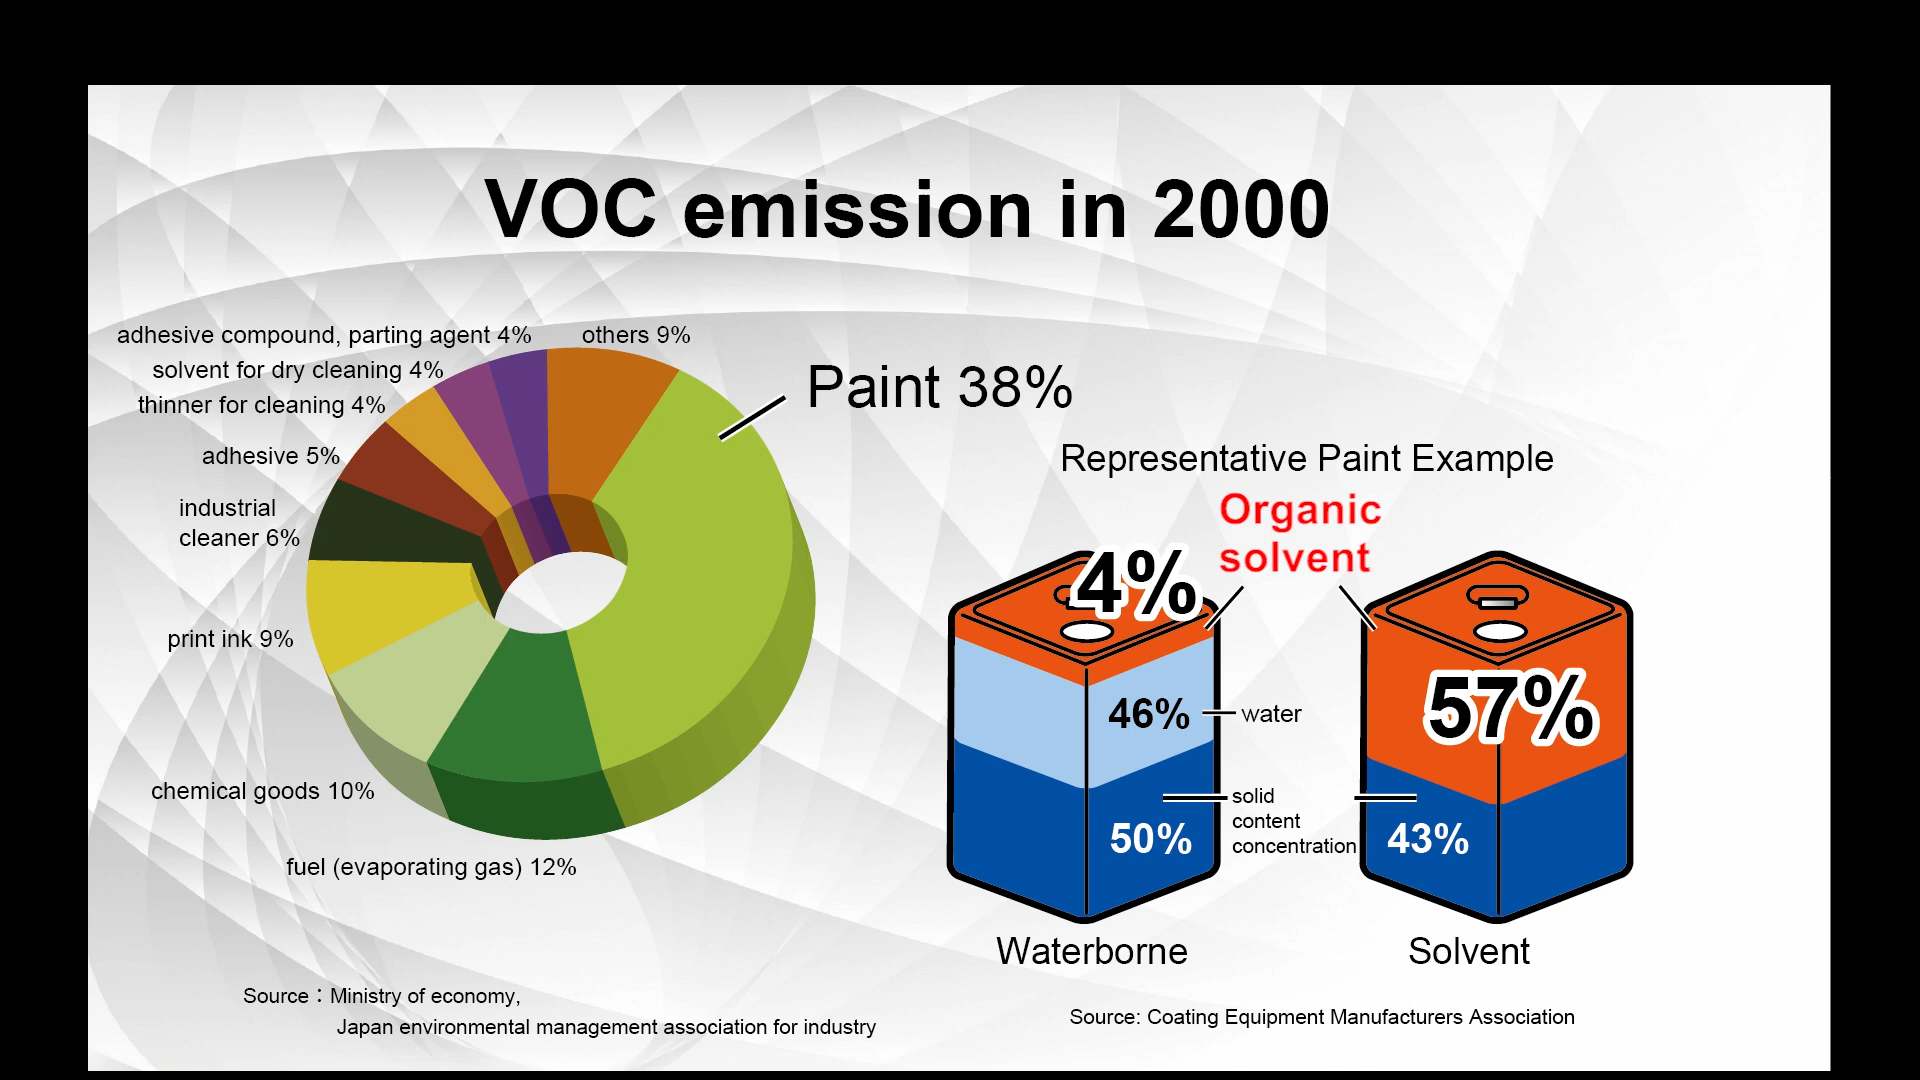 VOC emission in 2000
adhesive compound, parting agent 4%
others 9%
solvent for dry cleaning 4%
thinner for cleaning 4%
Paint 38%
adhesive 5%
industrial
cleaner 6%
print ink 9%
chemical goods 10%
fuel (evaporating gas) 12%
Source：Ministry of economy,
Japan environmental management association for industry
Representative Paint Example
Organic
solvent
4%
57%
46%
water
solid
content
concentration
50%
43%
Waterborne
Solvent
Source: Coating Equipment Manufacturers Association